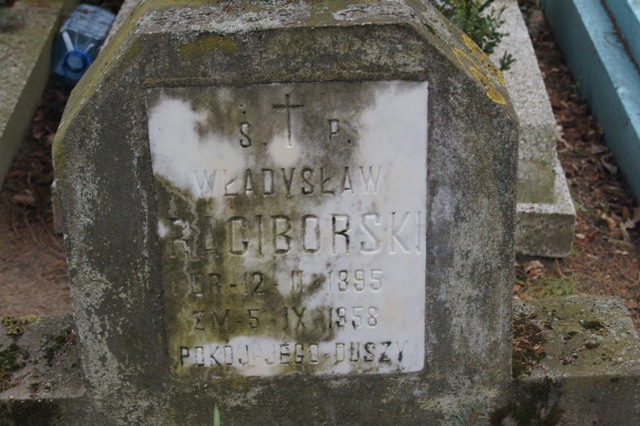 Ś. P.
WŁADYSŁAW
RACIBORSKI
UR-12-II-1895
ZM-5-IX-1958
POKÓJ-JEGO-DUSZY